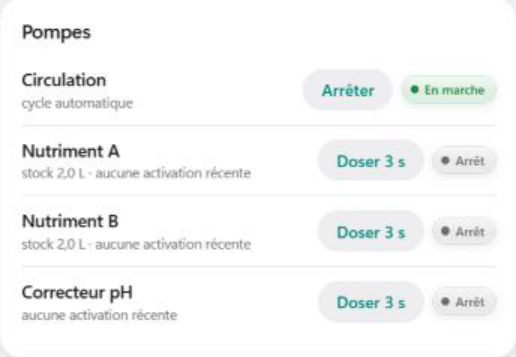 Pompes
Circulation
cycle automatique
Arrêter
En marche
Nutriment A
stock 2,0 L · aucune activation récente
Doser 3 s
Arrêt
Nutriment B
stock 2,0 L · aucune activation récente
Doser 3 s
Arrêt
Correcteur pH
aucune activation récente
Doser 3 s
Arrêt